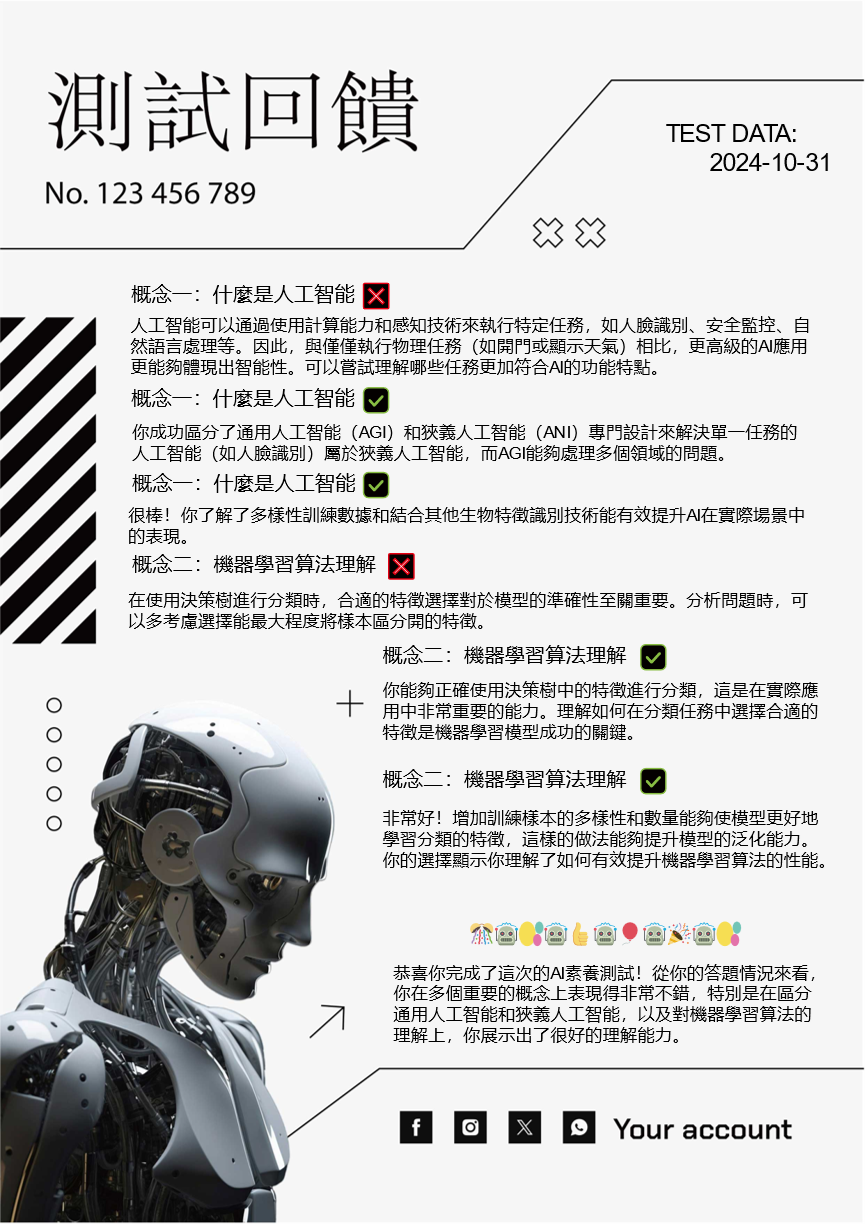 測試回饋
No. 123 456 789
TEST DATA:
2024-10-31
概念一：什麼是人工智能
人工智能可以通過使用計算能力和感知技術來執行特定任務，如人臉識別、安全監控、自
然語言處理等。因此，與僅僅執行物理任務（如開門或顯示天氣）相比，更高級的AI應用
更能夠體現出智能性。可以嘗試理解哪些任務更加符合AI的功能特點。
概念一：什麼是人工智能
你成功區分了通用人工智能（AGI）和狹義人工智能（ANI）專門設計來解決單一任務的
人工智能（如人臉識別）屬於狹義人工智能，而AGI能夠處理多個領域的問題。
概念一：什麼是人工智能
很棒！你了解了多樣性訓練數據和結合其他生物特徵識別技術能有效提升AI在實際場景中
的表現。
概念二：機器學習算法理解
在使用決策樹進行分類時，合適的特徵選擇對於模型的準確性至關重要。分析問題時，可
以多考慮選擇能最大程度將樣本區分開的特徵。
概念二：機器學習算法理解
你能夠正確使用決策樹中的特徵進行分類，這是在實際應
用中非常重要的能力。理解如何在分類任務中選擇合適的
特徵是機器學習模型成功的關鍵。
概念二：機器學習算法理解
非常好！增加訓練樣本的多樣性和數量能夠使模型更好地
學習分類的特徵，這樣的做法能夠提升模型的泛化能力。
你的選擇顯示你理解了如何有效提升機器學習算法的性能。
恭喜你完成了這次的AI素養測試！從你的答題情況來看，
你在多個重要的概念上表現得非常不錯，特別是在區分
通用人工智能和狹義人工智能，以及對機器學習算法的
理解上，你展示出了很好的理解能力。
Your account